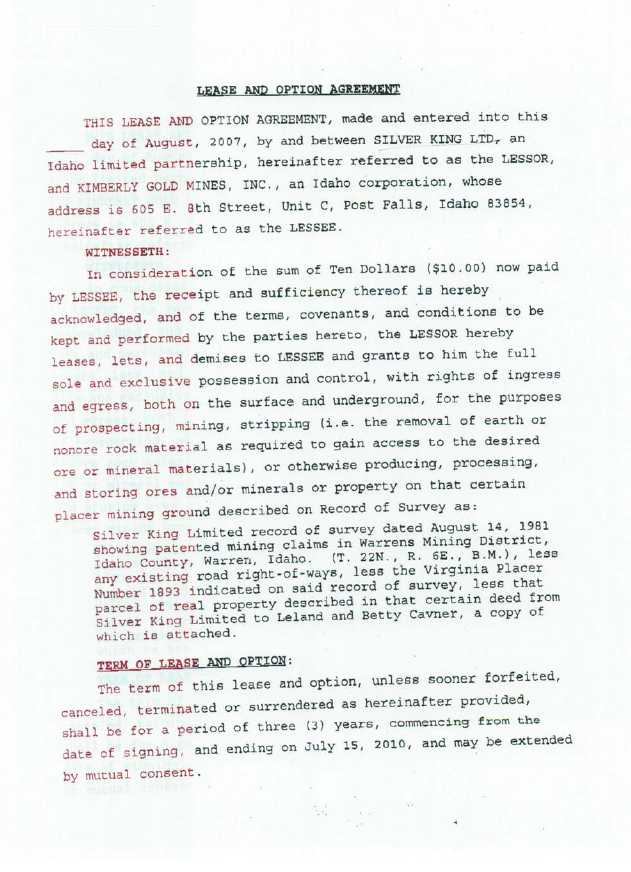 LEASE AND OPTION AGREEMENT
THIS LEASE AND OPTION AGREEMENT, made and entered into this
_____ day of August, 2007, by and between SILVER KING LTD, an
Idaho limited partnership, hereinafter referred to as the LESSOR,
and KIMBERLY GOLD MINES, INC., an Idaho corporation, whose
address is 605 E. 8th Street, Unit C, Post Falls, Idaho 83854,
hereinafter referred to as the LESSEE.
WITNESSETH:
In consideration of the sum of Ten Dollars ($10.00) now paid
by LESSEE, the receipt and sufficiency thereof is hereby
acknowledged, and of the terms, covenants, and conditions to be
kept and performed by the parties hereto, the LESSOR hereby
leases, lets, and demises to LESSEE and grants to him the full
sole and exclusive possession and control, with rights of ingress
and egress, both on the surface and underground, for the purposes
of prospecting, mining, stripping (i.e. the removal of earth or
nonore rock material as required to gain access to the desired
ore or mineral materials), or otherwise producing, processing,
and storing ores and/or minerals or property on that certain
placer mining ground described on Record of Survey as:
Silver King Limited record of survey dated August 14, 1981
showing patented mining claims in Warrens Mining District,
Idaho County, Warren, Idaho. (T. 22N., R. 6E., B.M.), less
any existing road right-of-ways, less the Virginia Placer
Number 1893 indicated on said record of survey, less that
parcel of real property described in that certain deed from
Silver King Limited to Leland and Betty Cavner, a copy of
which is attached.
TERM OF LEASE AND OPTION:
The term of this lease and option, unless sooner forfeited,
canceled, terminated or surrendered as hereinafter provided,
shall be for a period of three (3) years, commencing from the
date of signing, and ending on July 15, 2010, and may be extended
by mutual consent.